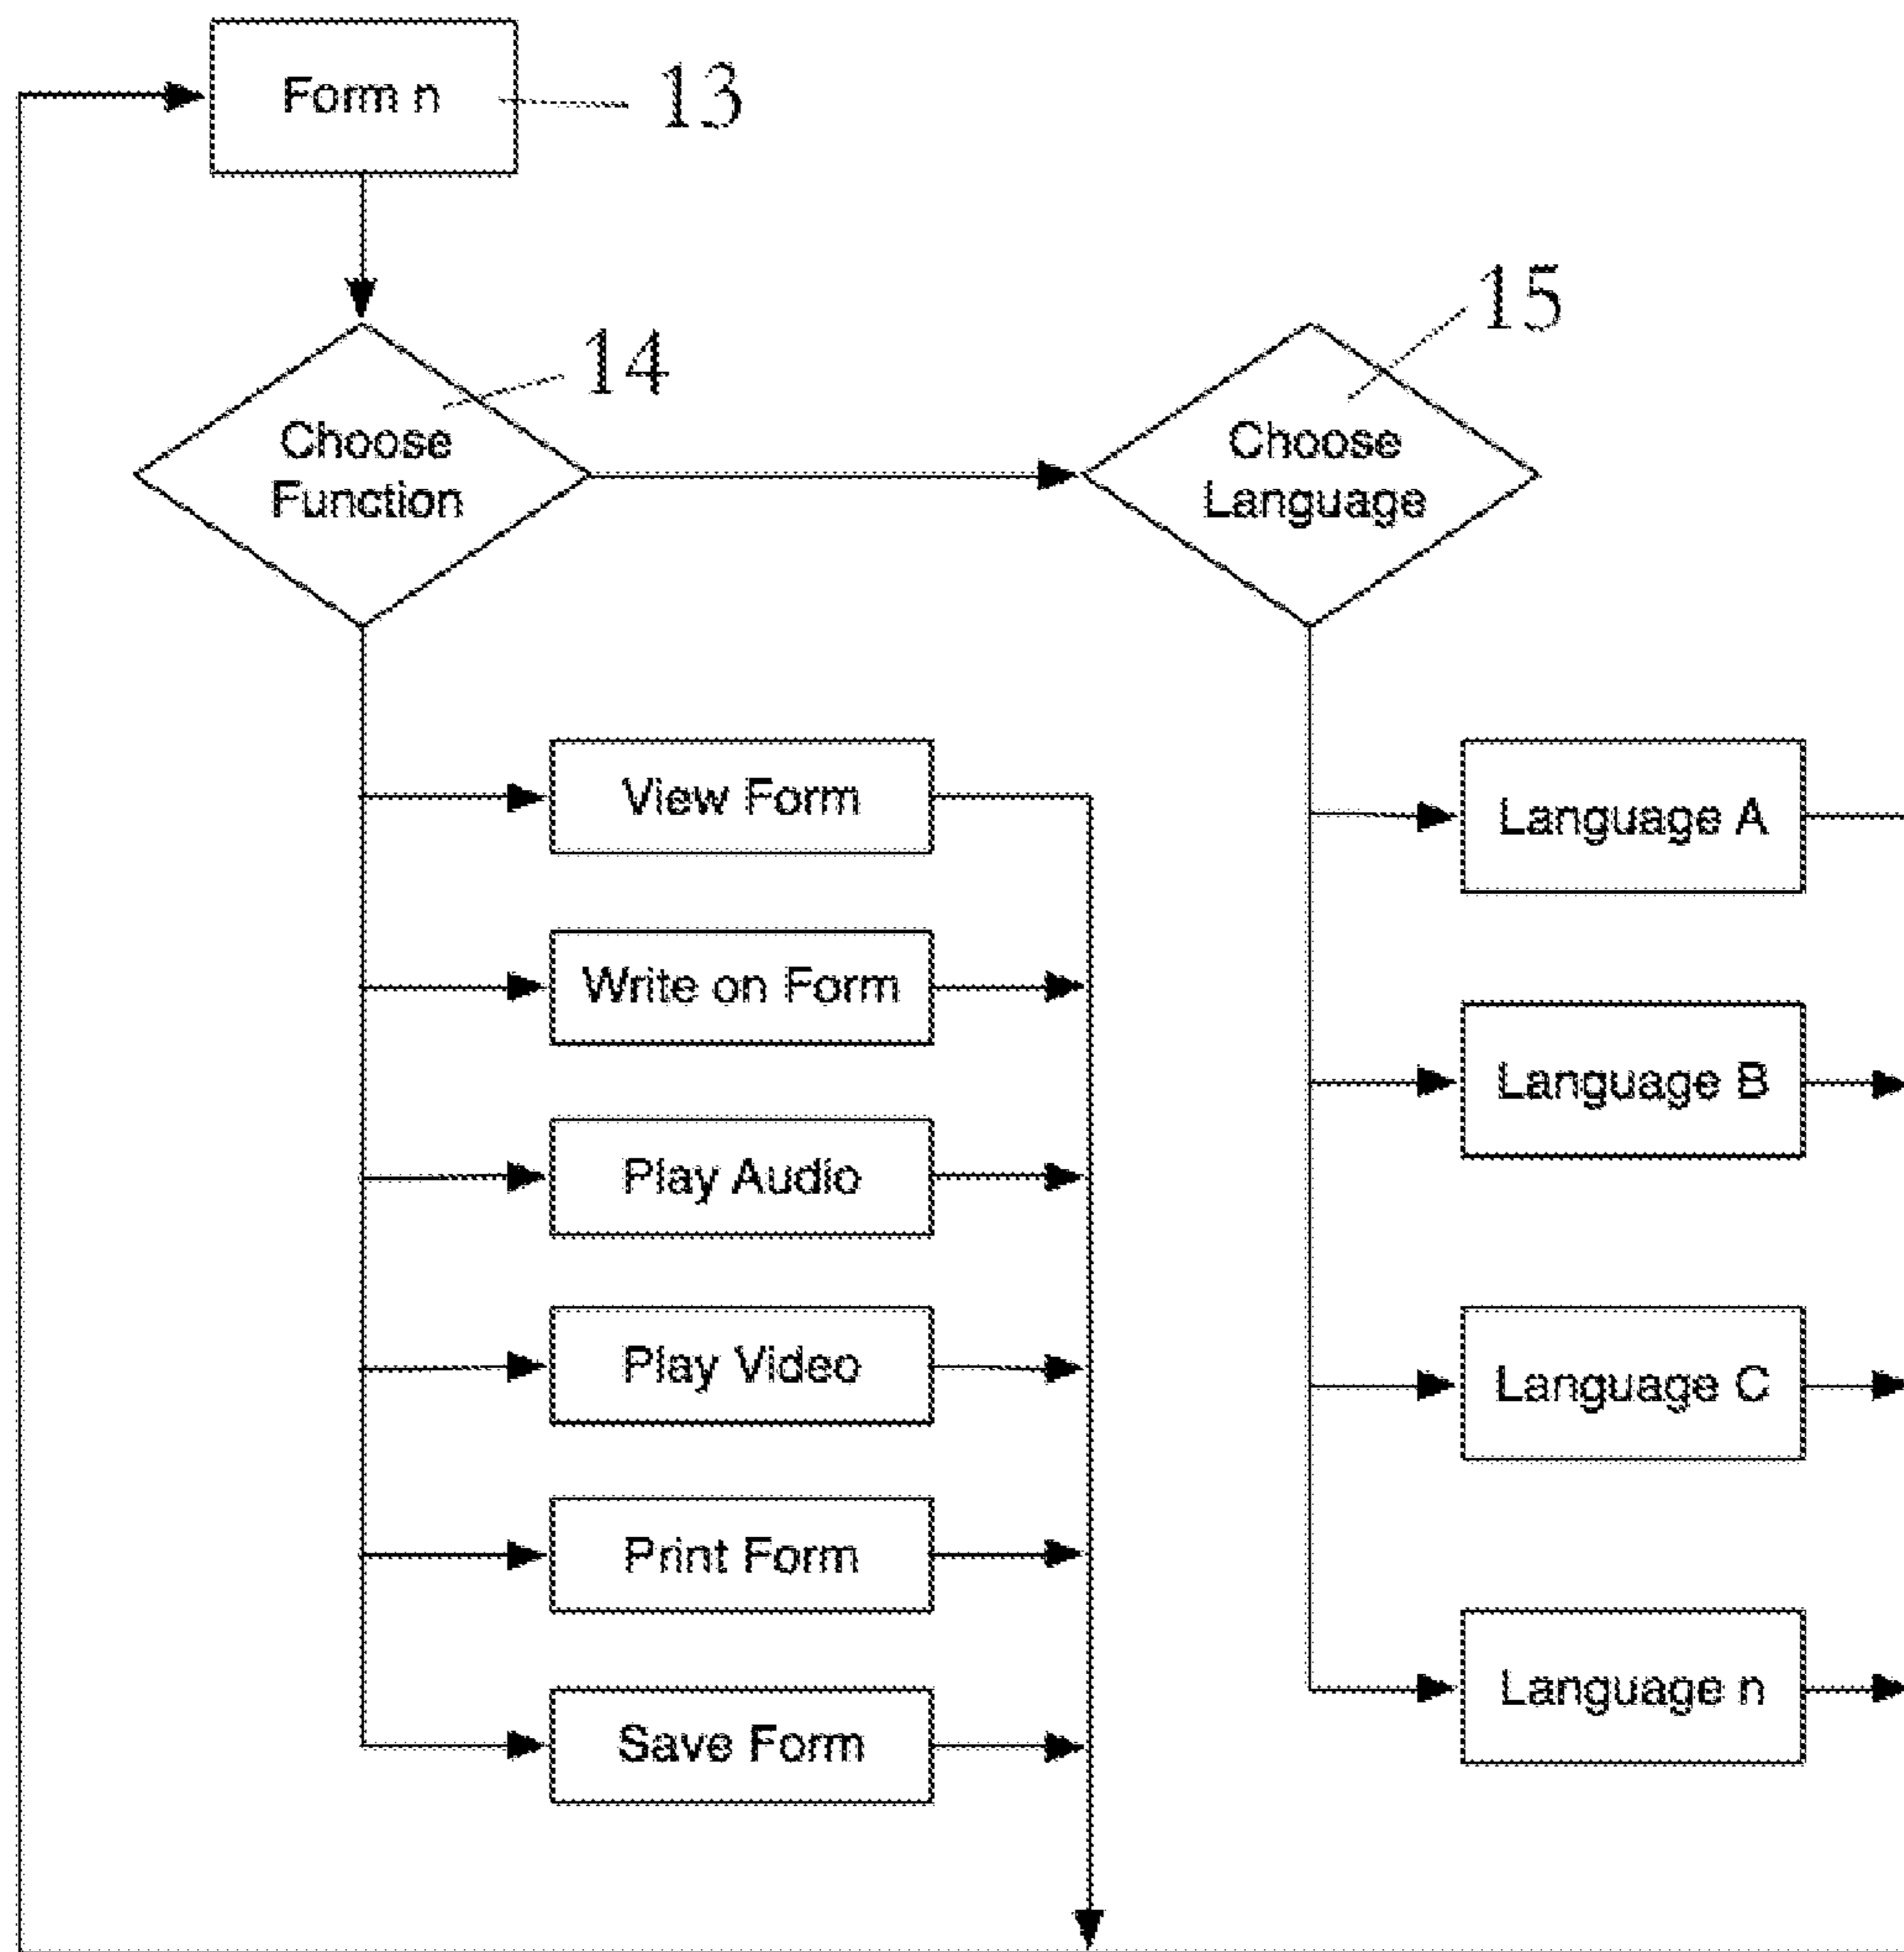 Form n
13
14
Choose
Function
15
Choose
Language
View Form
Write on Form
Play Audio
Play Video
Print Form
Save Form
Language A
Language B
Language C
Language n